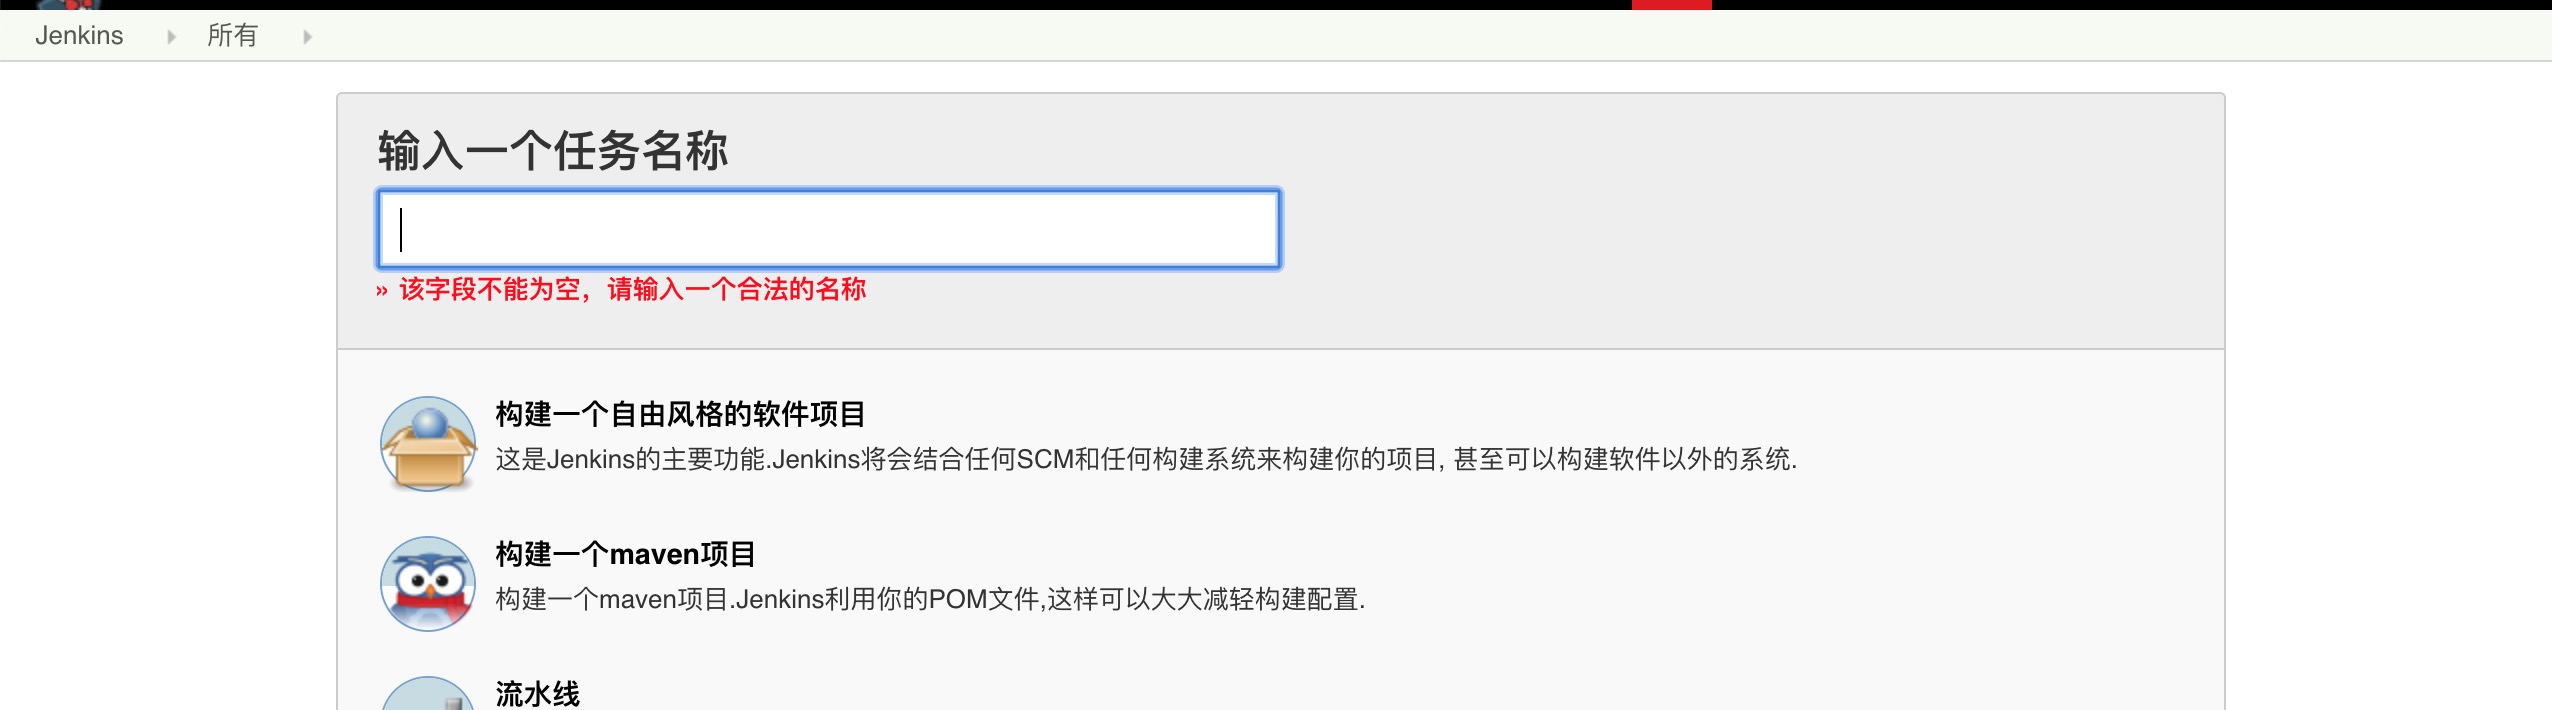 Jenkins 所有
输入一个任务名称
» 该字段不能为空，请输入一个合法的名称
构建一个自由风格的软件项目
这是Jenkins的主要功能.Jenkins将会结合任何SCM和任何构建系统来构建你的项目, 甚至可以构建软件以外的系统.
构建一个maven项目
构建一个maven项目.Jenkins利用你的POM文件,这样可以大大减轻构建配置.
流水线